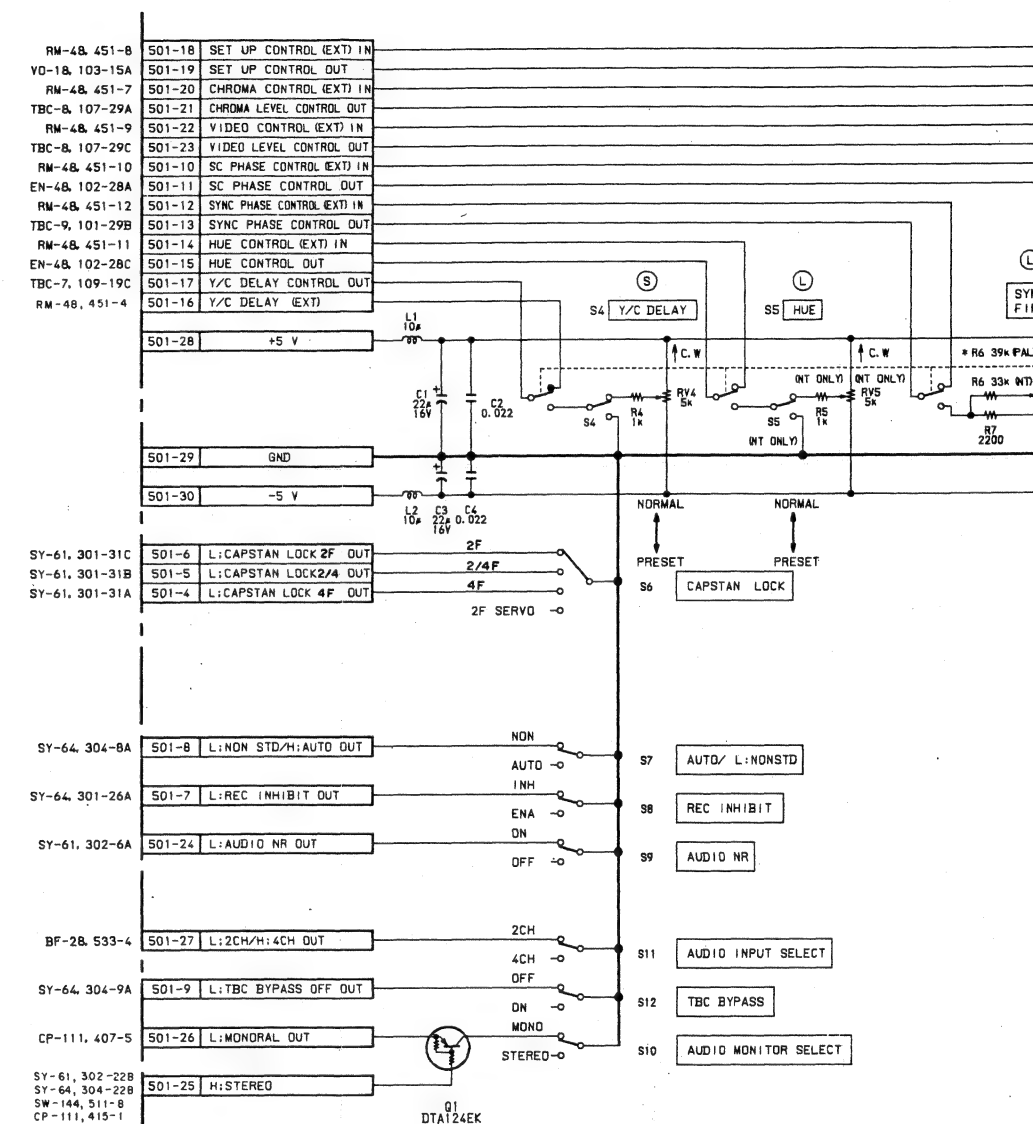 RM-48, 451-8 501-18 SET UP CONTROL (EXT) IN
VO-18, 103-15A 501-19 SET UP CONTROL OUT
RM-48, 451-7 501-20 CHROMA CONTROL (EXT) IN
TBC-8, 107-29A 501-21 CHROMA LEVEL CONTROL OUT
RM-48, 451-9 501-22 VIDEO CONTROL (EXT) IN
TBC-8, 107-29C 501-23 VIDEO LEVEL CONTROL OUT
RM-48, 451-10 501-10 SC PHASE CONTROL (EXT) IN
EN-48, 102-28A 501-11 SC PHASE CONTROL OUT
RM-48, 451-12 501-12 SYNC PHASE CONTROL (EXT) IN
TBC-9, 101-29B 501-13 SYNC PHASE CONTROL OUT
RM-48, 451-11 501-14 HUE CONTROL (EXT) IN
EN-48, 102-28C 501-15 HUE CONTROL OUT
TBC-7, 109-19C 501-17 Y/C DELAY CONTROL OUT
RM-48, 451-4 501-16 Y/C DELAY (EXT)
S L L
S4 Y/C DELAY S5 HUE SYN
FIN
L1
10μ
501-28 +5 V
C.W C.W * R6 39k (PAL
(NT ONLY) (NT ONLY) R6 33k (NT)
C1
22μ
16V
C2
0.022
S4 R4
1k
RV4
5k
S5 R5
1k
RV5
5k
R7
2200
(NT ONLY)
501-29 GND
501-30 -5 V
L2
10μ
C3
22μ
16V
C4
0.022
NORMAL NORMAL
PRESET PRESET
SY-61, 301-31C 501-6 L:CAPSTAN LOCK 2F OUT 2F
SY-61, 301-31B 501-5 L:CAPSTAN LOCK 2/4 OUT 2/4F
SY-61, 301-31A 501-4 L:CAPSTAN LOCK 4F OUT 4F
S6 CAPSTAN LOCK
2F SERVO
SY-64, 304-8A 501-8 L:NON STD/H:AUTO OUT NON
AUTO
S7 AUTO/ L:NONSTD
SY-64, 301-26A 501-7 L:REC INHIBIT OUT INH
ENA
S8 REC INHIBIT
SY-61, 302-6A 501-24 L:AUDIO NR OUT ON
OFF
S9 AUDIO NR
BF-28, 533-4 501-27 L:2CH/H:4CH OUT 2CH
4CH
S11 AUDIO INPUT SELECT
SY-64, 304-9A 501-9 L:TBC BYPASS OFF OUT OFF
ON
S12 TBC BYPASS
CP-111, 407-5 501-26 L:MONORAL OUT MONO
STEREO
S10 AUDIO MONITOR SELECT
SY-61, 302-22B
SY-64, 304-22B
SW-144, 511-8
CP-111, 415-1
501-25 H:STEREO
Q1
DTA124EK